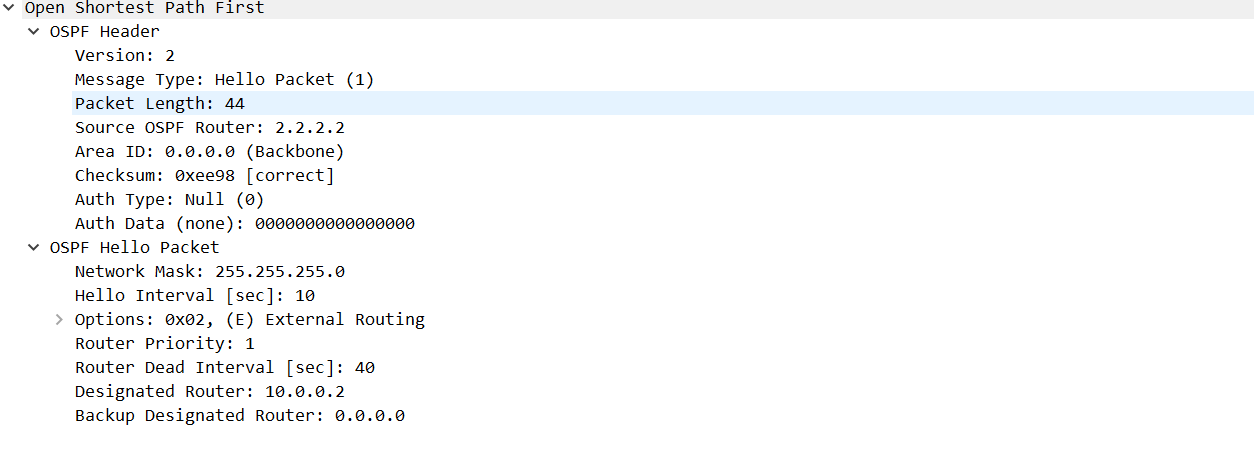 Open Shortest Path First
OSPF Header
Version: 2
Message Type: Hello Packet (1)
Packet Length: 44
Source OSPF Router: 2.2.2.2
Area ID: 0.0.0.0 (Backbone)
Checksum: 0xee98 [correct]
Auth Type: Null (0)
Auth Data (none): 0000000000000000
OSPF Hello Packet
Network Mask: 255.255.255.0
Hello Interval [sec]: 10
Options: 0x02, (E) External Routing
Router Priority: 1
Router Dead Interval [sec]: 40
Designated Router: 10.0.0.2
Backup Designated Router: 0.0.0.0